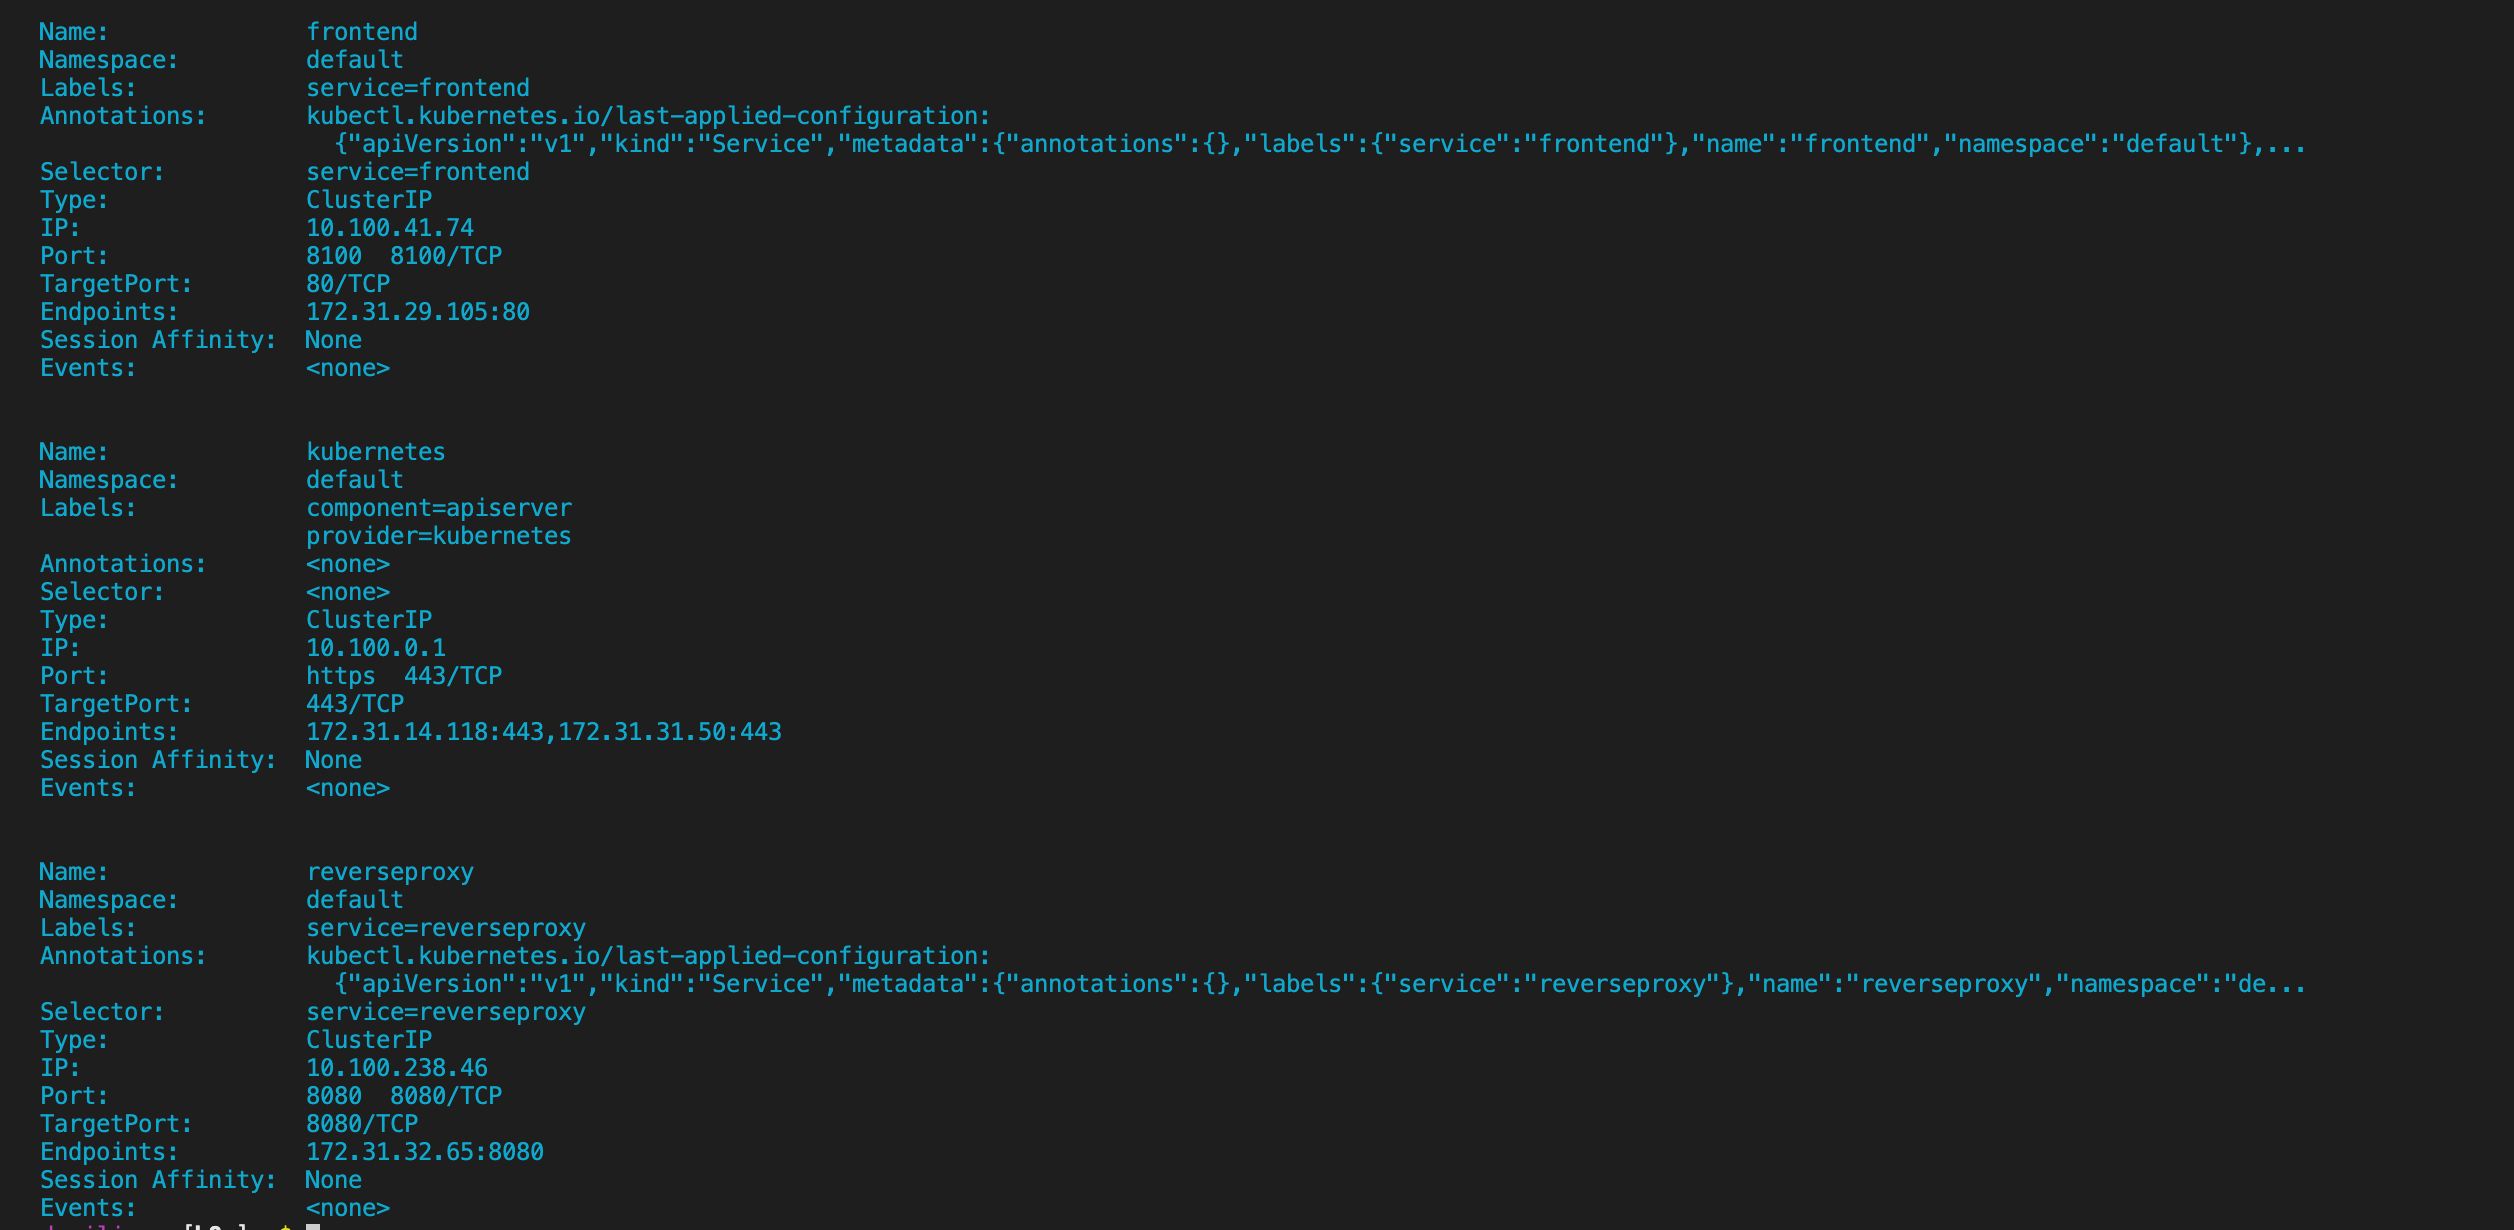 Name:              frontend
Namespace:         default
Labels:            service=frontend
Annotations:       kubectl.kubernetes.io/last-applied-configuration:
                     {"apiVersion":"v1","kind":"Service","metadata":{"annotations":{},"labels":{"service":"frontend"},"name":"frontend","namespace":"default"},...
Selector:          service=frontend
Type:              ClusterIP
IP:                10.100.41.74
Port:              8100  8100/TCP
TargetPort:        80/TCP
Endpoints:         172.31.29.105:80
Session Affinity:  None
Events:            <none>
Name:              kubernetes
Namespace:         default
Labels:            component=apiserver
                   provider=kubernetes
Annotations:       <none>
Selector:          <none>
Type:              ClusterIP
IP:                10.100.0.1
Port:              https  443/TCP
TargetPort:        443/TCP
Endpoints:         172.31.14.118:443,172.31.31.50:443
Session Affinity:  None
Events:            <none>
Name:              reverseproxy
Namespace:         default
Labels:            service=reverseproxy
Annotations:       kubectl.kubernetes.io/last-applied-configuration:
                     {"apiVersion":"v1","kind":"Service","metadata":{"annotations":{},"labels":{"service":"reverseproxy"},"name":"reverseproxy","namespace":"de...
Selector:          service=reverseproxy
Type:              ClusterIP
IP:                10.100.238.46
Port:              8080  8080/TCP
TargetPort:        8080/TCP
Endpoints:         172.31.32.65:8080
Session Affinity:  None
Events:            <none>